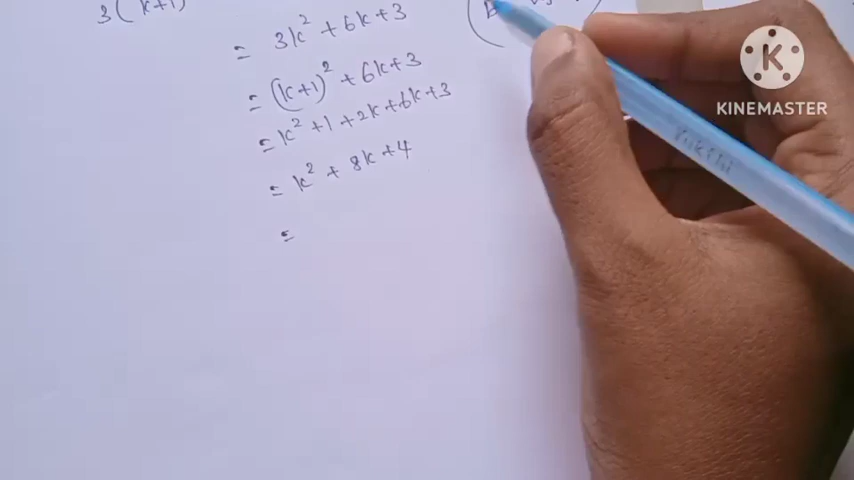 3(k+1)
= 3k² + 6k + 3
= (k+1)² + 6k + 3
= k² + 1 + 2k + 6k + 3
= k² + 8k + 4
=
K
KINEMASTER